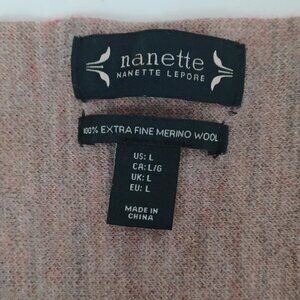 nanette
NANETTE LEPORE
100% EXTRA FINE MERINO WOOL
US: L
CA: L/G
UK: L
EU: L
MADE IN
CHINA